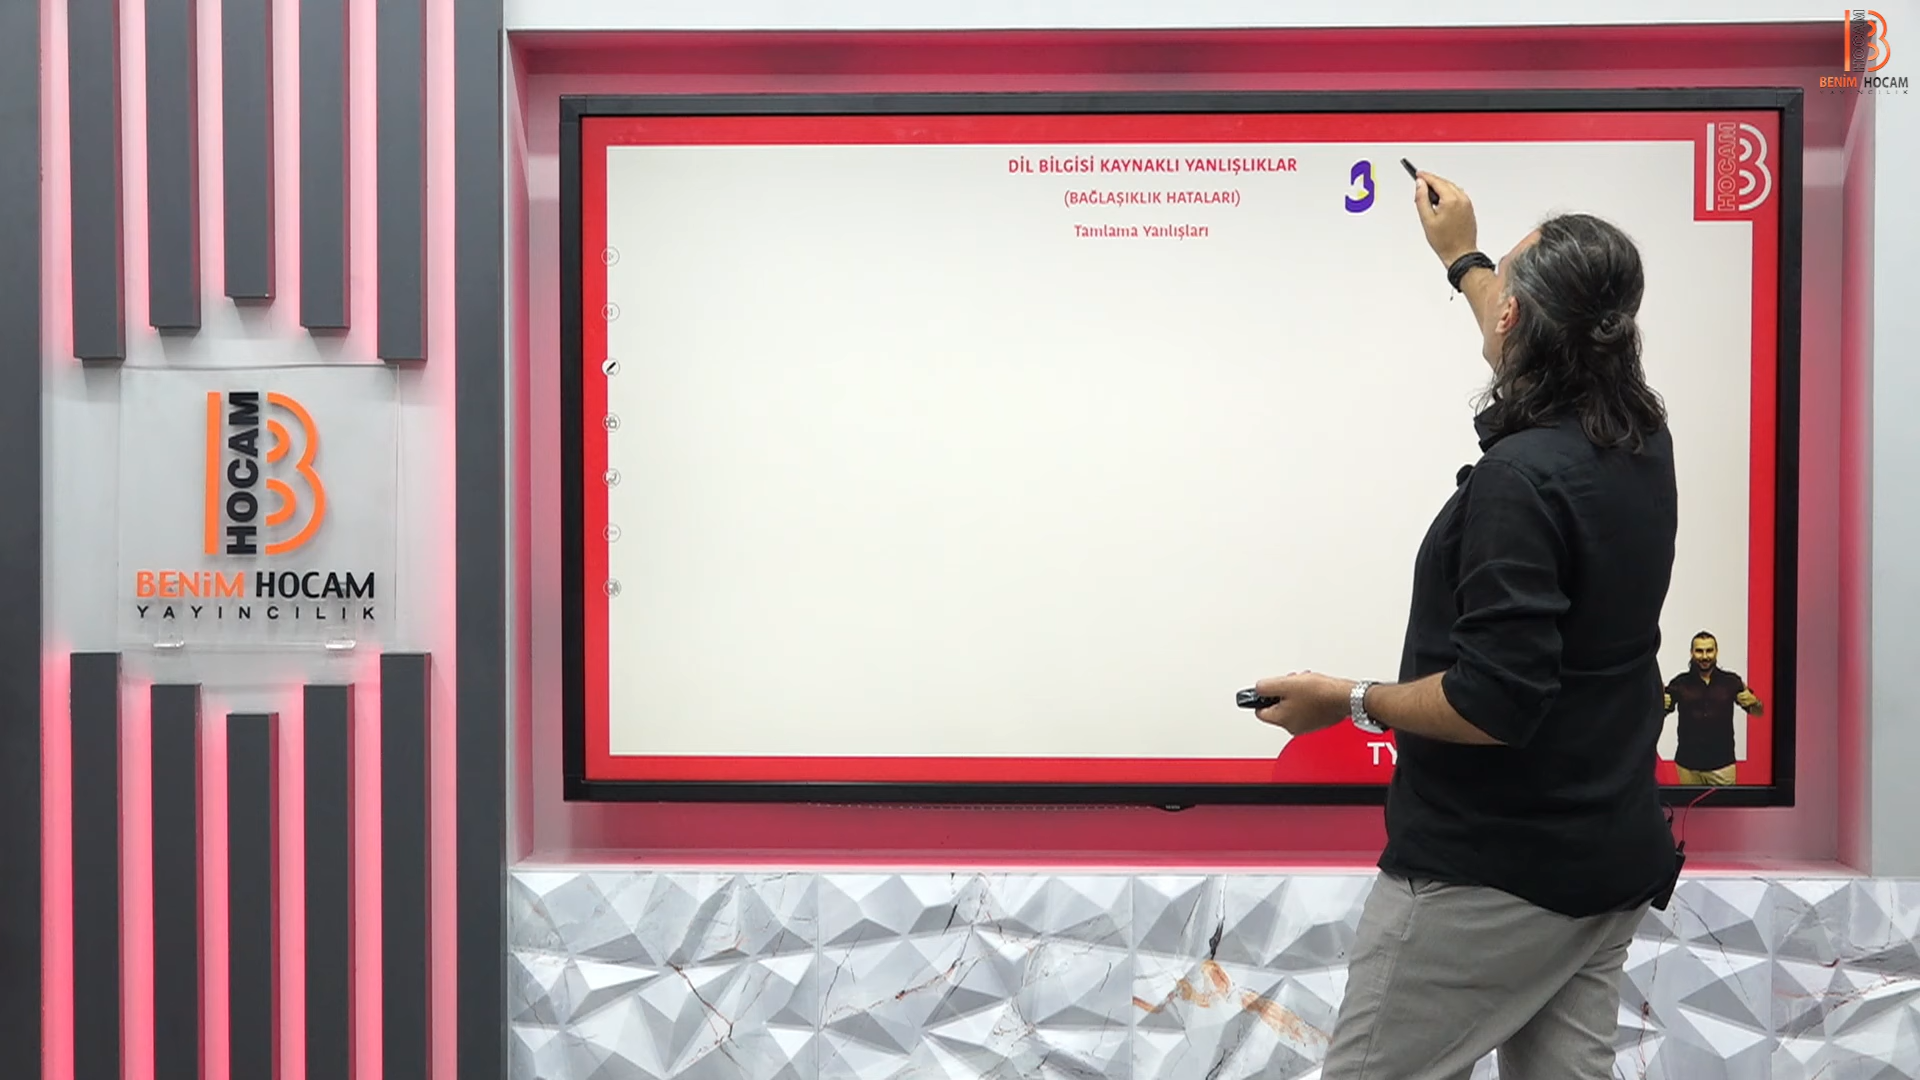 BENİM HOCAM
YAYINCILIK
HOCAM
DİL BİLGİSİ KAYNAKLI YANLIŞLIKLAR
(BAĞLAŞIKLIK HATALARI)
Tamlama Yanlışları
HOCAM
HOCAM
BENİM HOCAM
YAYINCILIK
TY